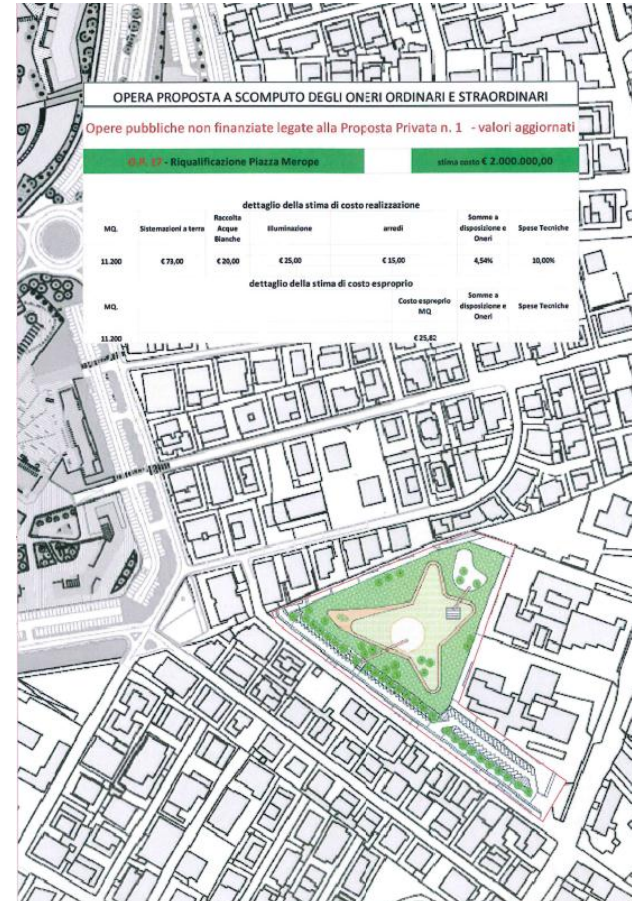 OPERA PROPOSTA A SCOMPUTO DEGLI ONERI ORDINARI E STRAORDINARI
Opere pubbliche non finanziate legate alla Proposta Privata n. 1 - valori aggiornati
O.P. 17 - Riqualificazione Piazza Merope stima costo € 2.000.000,00
dettaglio della stima di costo realizzazione
MQ. Sistemazioni a terra Raccolta Acque Bianche Illuminazione arredi Somme a disposizione e Oneri Spese Tecniche
11.200 € 73,00 € 20,00 € 25,00 € 15,00 4,54% 10,00%
dettaglio della stima di costo esproprio
MQ. Costo esproprio MQ Somme a disposizione e Oneri Spese Tecniche
11.200 € 25,82